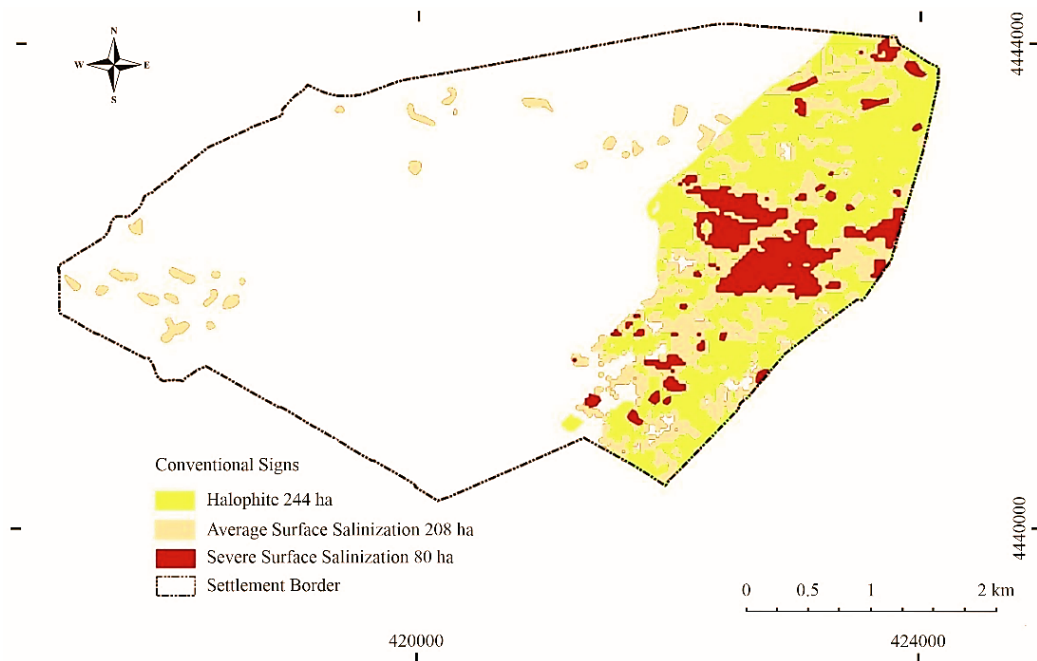 N
W E
S
4444000
Conventional Signs
Halophite 244 ha
Average Surface Salinization 208 ha
Severe Surface Salinization 80 ha
Settlement Border
4440000
0 0.5 1 2 km
420000 424000